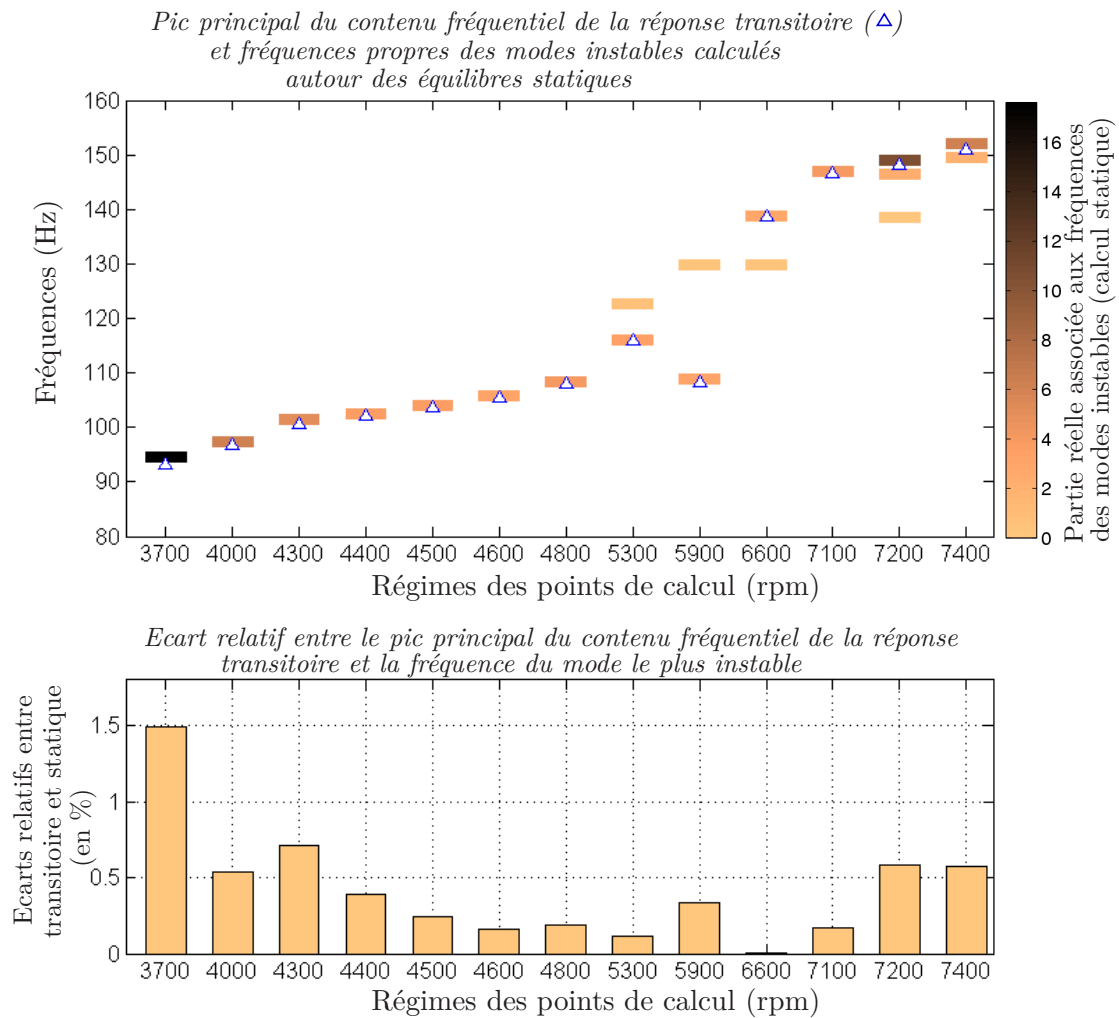 Pic principal du contenu fréquentiel de la réponse transitoire (△)
et fréquences propres des modes instables calculés
autour des équilibres statiques
160
150
140
130
120
110
100
90
80
Fréquences (Hz)
3700 4000 4300 4400 4500 4600 4800 5300 5900 6600 7100 7200 7400
Régimes des points de calcul (rpm)
16
14
12
10
8
6
4
2
0
Partie réelle associée aux fréquences
des modes instables (calcul statique)
Ecart relatif entre le pic principal du contenu fréquentiel de la réponse
transitoire et la fréquence du mode le plus instable
Ecarts relatifs entre
transitoire et statique
(en %)
1.5
1
0.5
0
3700 4000 4300 4400 4500 4600 4800 5300 5900 6600 7100 7200 7400
Régimes des points de calcul (rpm)